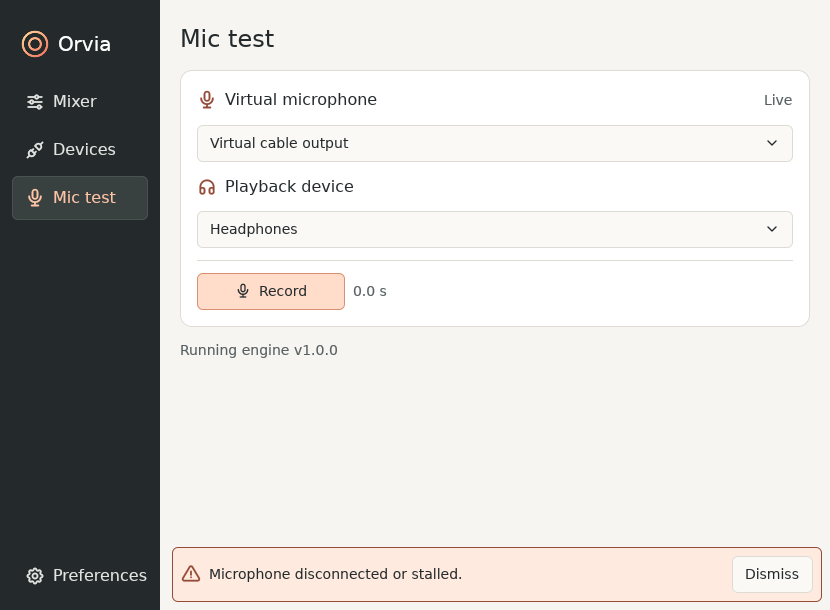 Orvia
Mixer
Devices
Mic test
Preferences
Mic test
Virtual microphone
Live
Virtual cable output
Playback device
Headphones
Record
0.0 s
Running engine v1.0.0
Microphone disconnected or stalled.
Dismiss